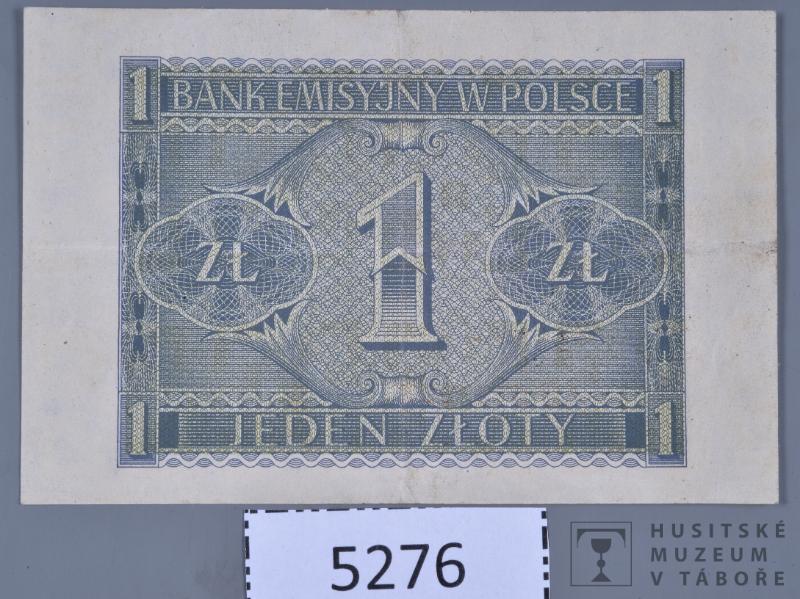 1 BANK EMISYJNY W POLSCE 1
ZŁ 1 ZŁ
1 JEDEN ZŁOTY 1
5276
HUSITSKÉ
MUZEUM
V TÁBOŘE